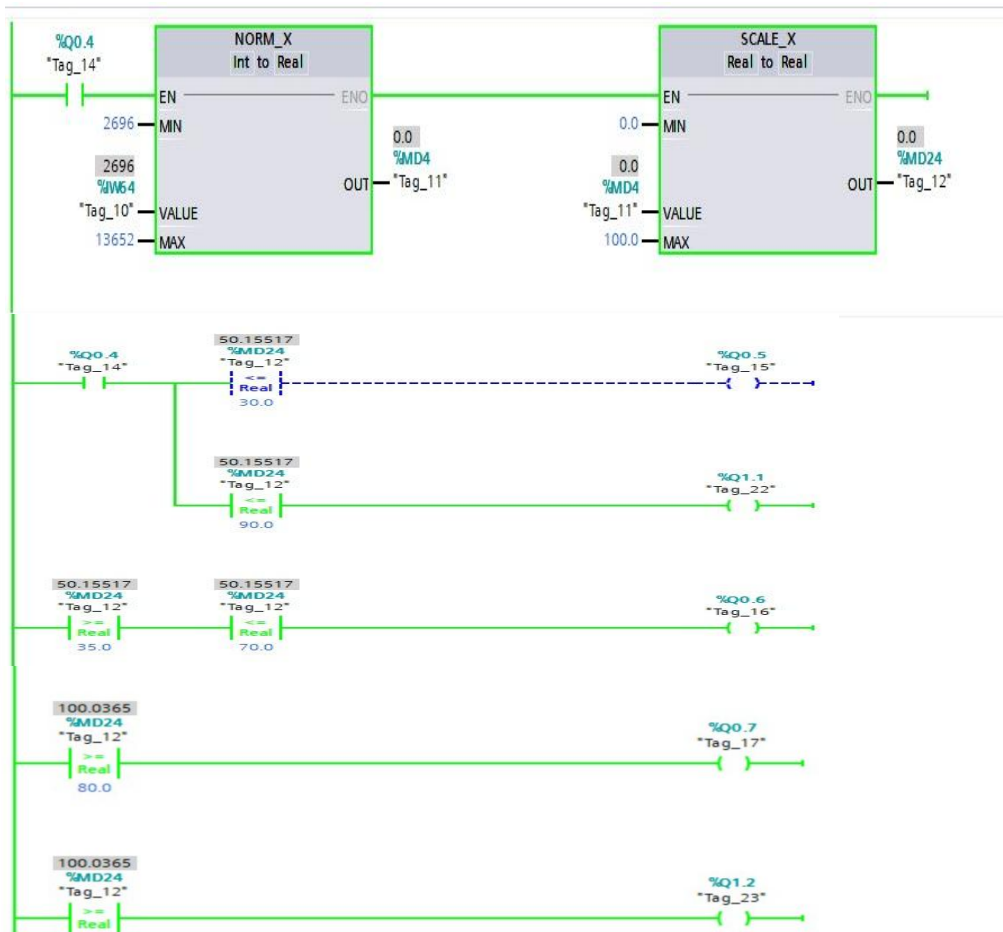 %Q0.4
"Tag_14"
NORM_X
Int to Real
EN
ENO
2696
MIN
2696
%IW64
"Tag_10"
VALUE
13652
MAX
OUT
0.0
%MD4
"Tag_11"
SCALE_X
Real to Real
EN
ENO
0.0
MIN
0.0
%MD4
"Tag_11"
VALUE
100.0
MAX
OUT
0.0
%MD24
"Tag_12"
%Q0.4
"Tag_14"
50.15517
%MD24
"Tag_12"
<=
Real
30.0
%Q0.5
"Tag_15"
50.15517
%MD24
"Tag_12"
<=
Real
90.0
%Q1.1
"Tag_22"
50.15517
%MD24
"Tag_12"
>=
Real
35.0
50.15517
%MD24
"Tag_12"
<=
Real
70.0
%Q0.6
"Tag_16"
100.0365
%MD24
"Tag_12"
>=
Real
80.0
%Q0.7
"Tag_17"
100.0365
%MD24
"Tag_12"
>=
Real
%Q1.2
"Tag_23"